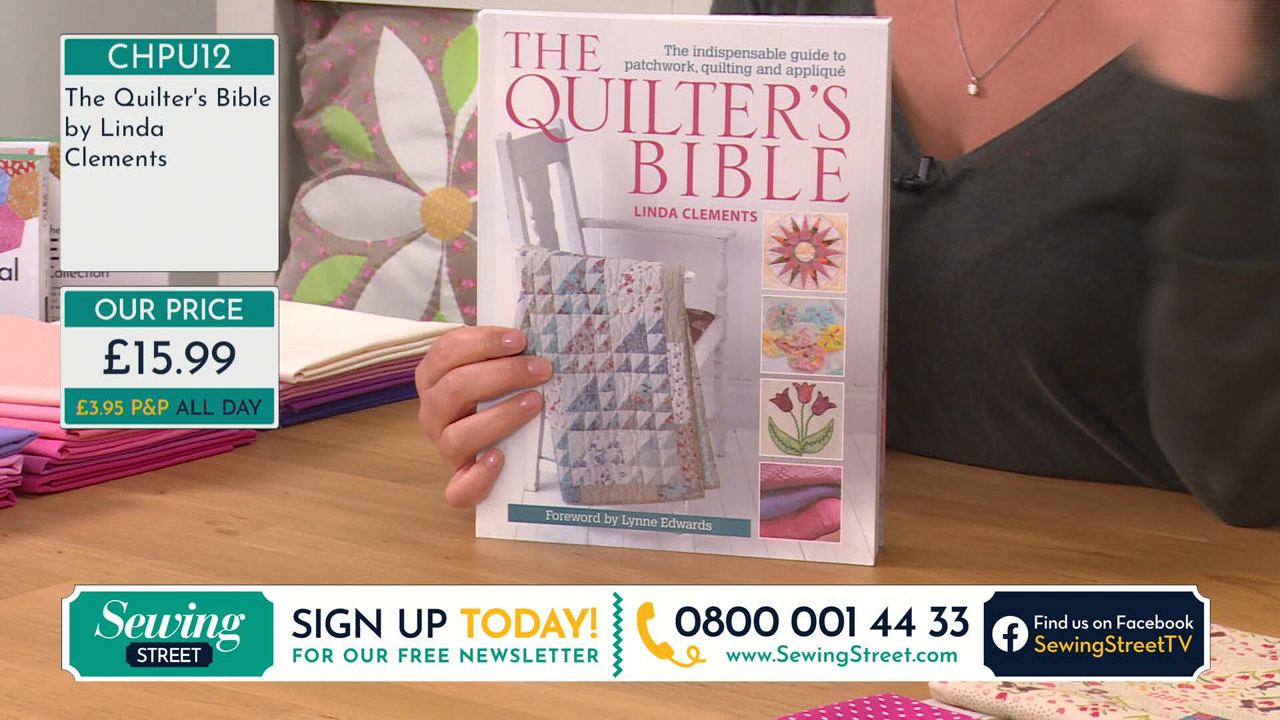 CHPU12
The Quilter's Bible
by Linda
Clements
OUR PRICE
£15.99
£3.95 P&P ALL DAY
al
Collection
THE
QUILTER'S
BIBLE
The indispensable guide to
patchwork, quilting and appliqué
LINDA CLEMENTS
Foreword by Lynne Edwards
Sewing
STREET
SIGN UP TODAY!
FOR OUR FREE NEWSLETTER
0800 001 44 33
www.SewingStreet.com
Find us on Facebook
SewingStreetTV